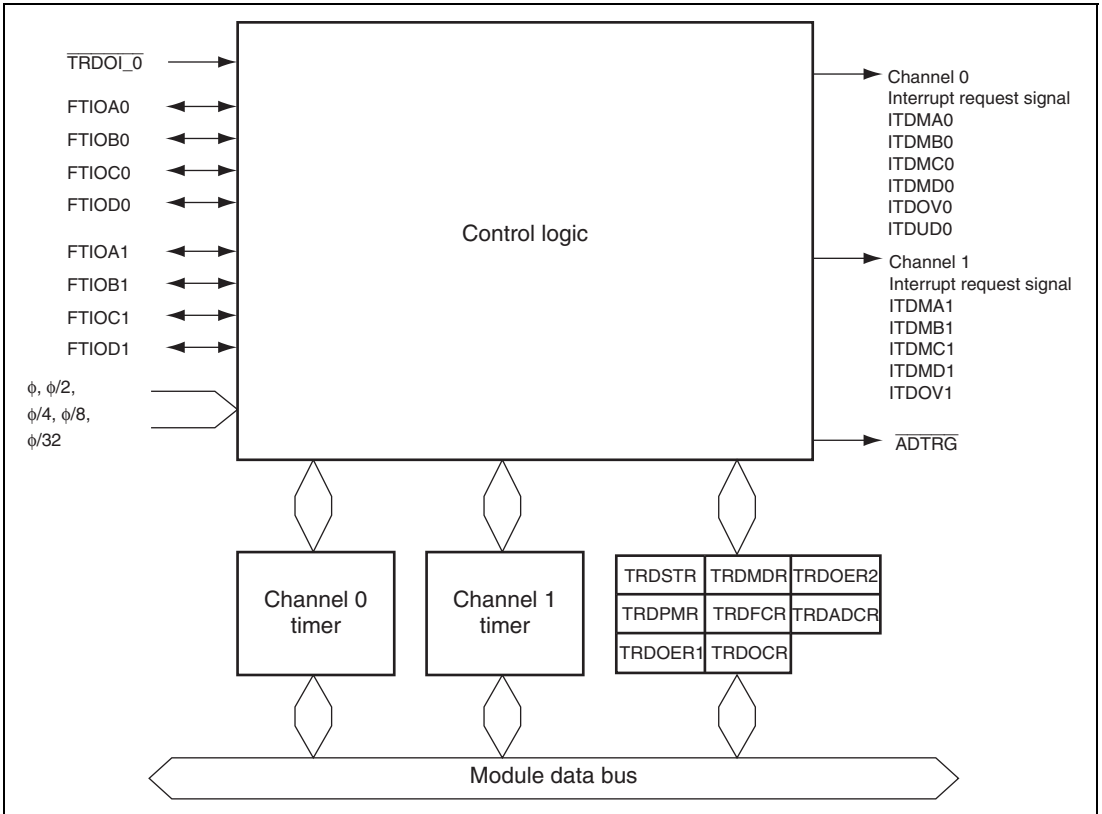 TRDOI_0
FTIOA0
FTIOB0
FTIOC0
FTIOD0
FTIOA1
FTIOB1
FTIOC1
FTIOD1
ϕ, ϕ/2,
ϕ/4, ϕ/8,
ϕ/32
Control logic
Channel 0
Interrupt request signal
ITDMA0
ITDMB0
ITDMC0
ITDMD0
ITDOV0
ITDUD0
Channel 1
Interrupt request signal
ITDMA1
ITDMB1
ITDMC1
ITDMD1
ITDOV1
ADTRG
Channel 0
timer
Channel 1
timer
TRDSTR TRDMDR TRDOER2
TRDPMR TRDFCR TRDADCR
TRDOER1 TRDOCR
Module data bus